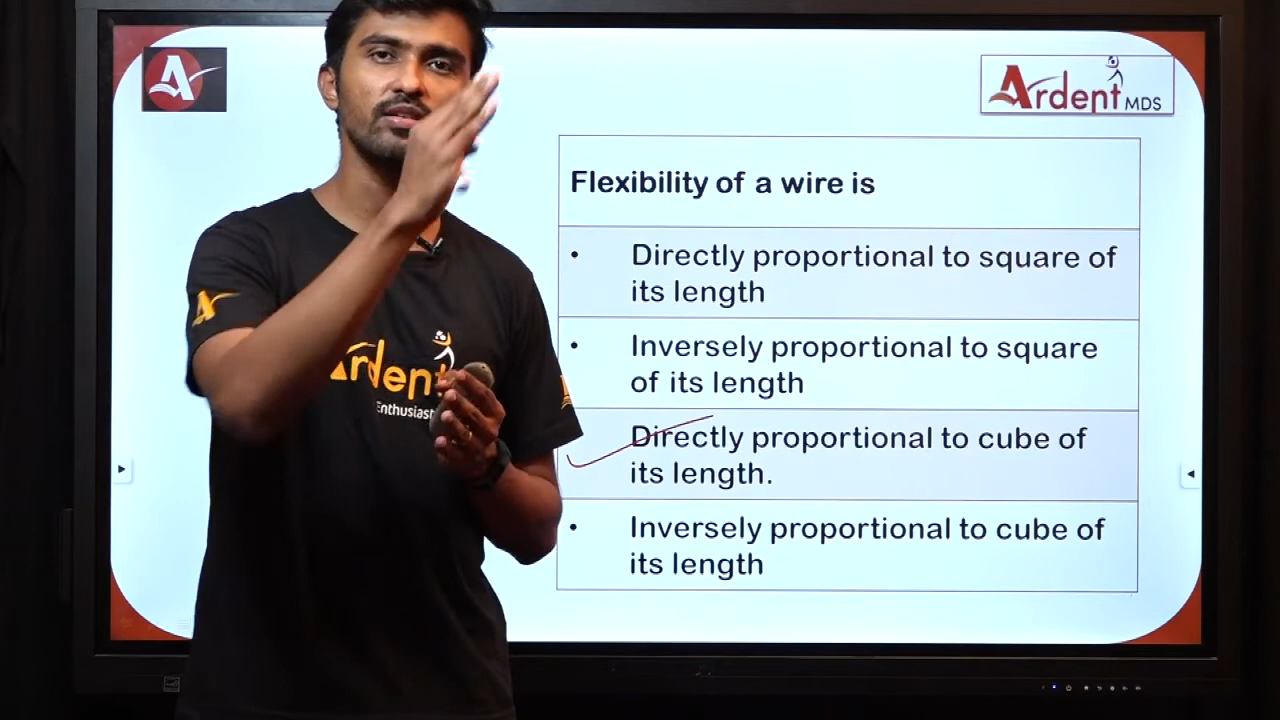 Ardent MDS
Flexibility of a wire is
• Directly proportional to square of
its length
• Inversely proportional to square
of its length
Directly proportional to cube of
its length.
• Inversely proportional to cube of
its length
Ardent
Enthusiast